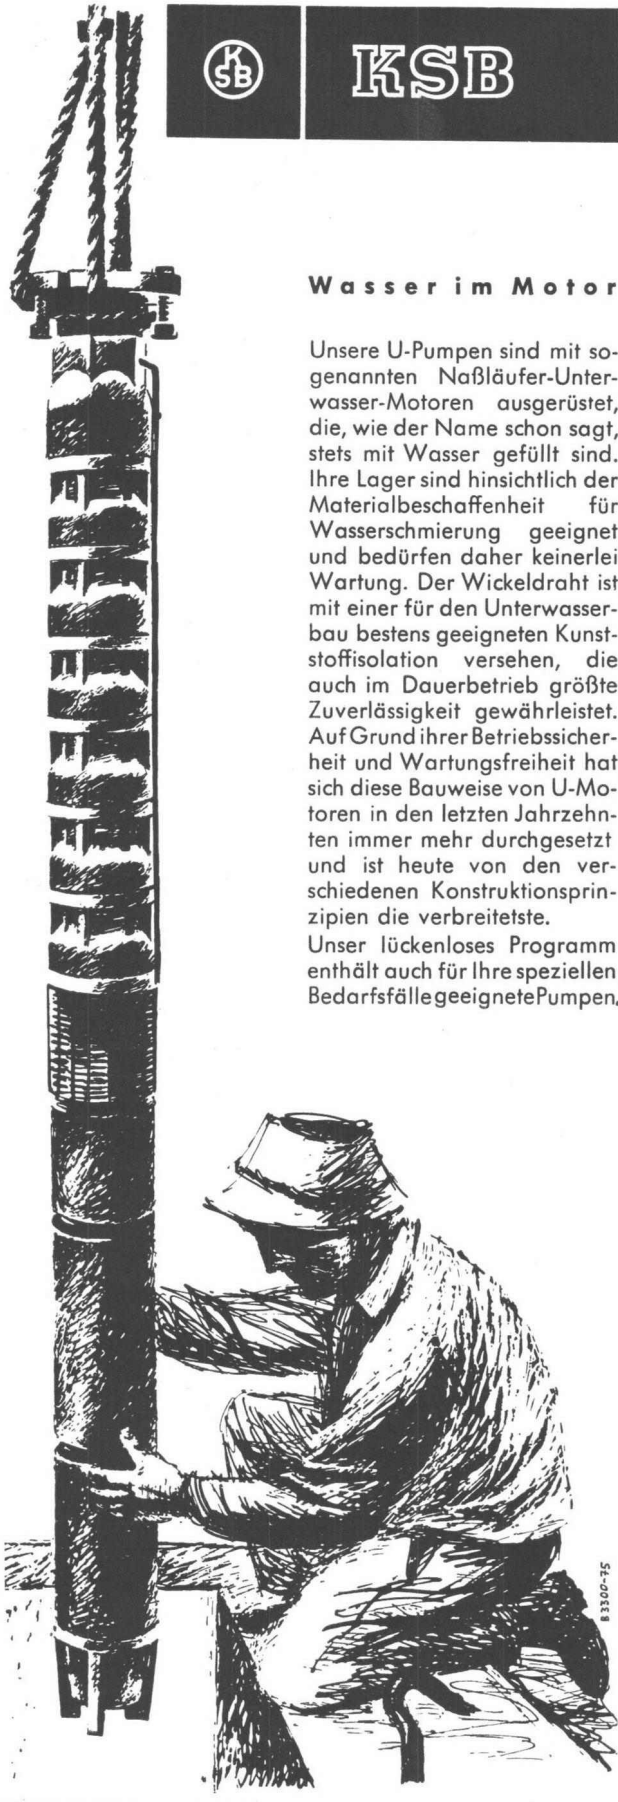 K
SB
KSB
Wasser im Motor
Unsere U-Pumpen sind mit so-
genannten Naßläufer-Unter-
wasser-Motoren ausgerüstet,
die, wie der Name schon sagt,
stets mit Wasser gefüllt sind.
Ihre Lager sind hinsichtlich der
Materialbeschaffenheit für
Wasserschmierung geeignet
und bedürfen daher keinerlei
Wartung. Der Wickeldraht ist
mit einer für den Unterwasser-
bau bestens geeigneten Kunst-
stoffisolation versehen, die
auch im Dauerbetrieb größte
Zuverlässigkeit gewährleistet.
Auf Grund ihrer Betriebssicher-
heit und Wartungsfreiheit hat
sich diese Bauweise von U-Mo-
toren in den letzten Jahrzehn-
ten immer mehr durchgesetzt
und ist heute von den ver-
schiedenen Konstruktionsprin-
zipien die verbreitetste.
Unser lückenloses Programm
enthält auch für Ihre speziellen
Bedarfsfälle geeignete Pumpen.
B 3300-75